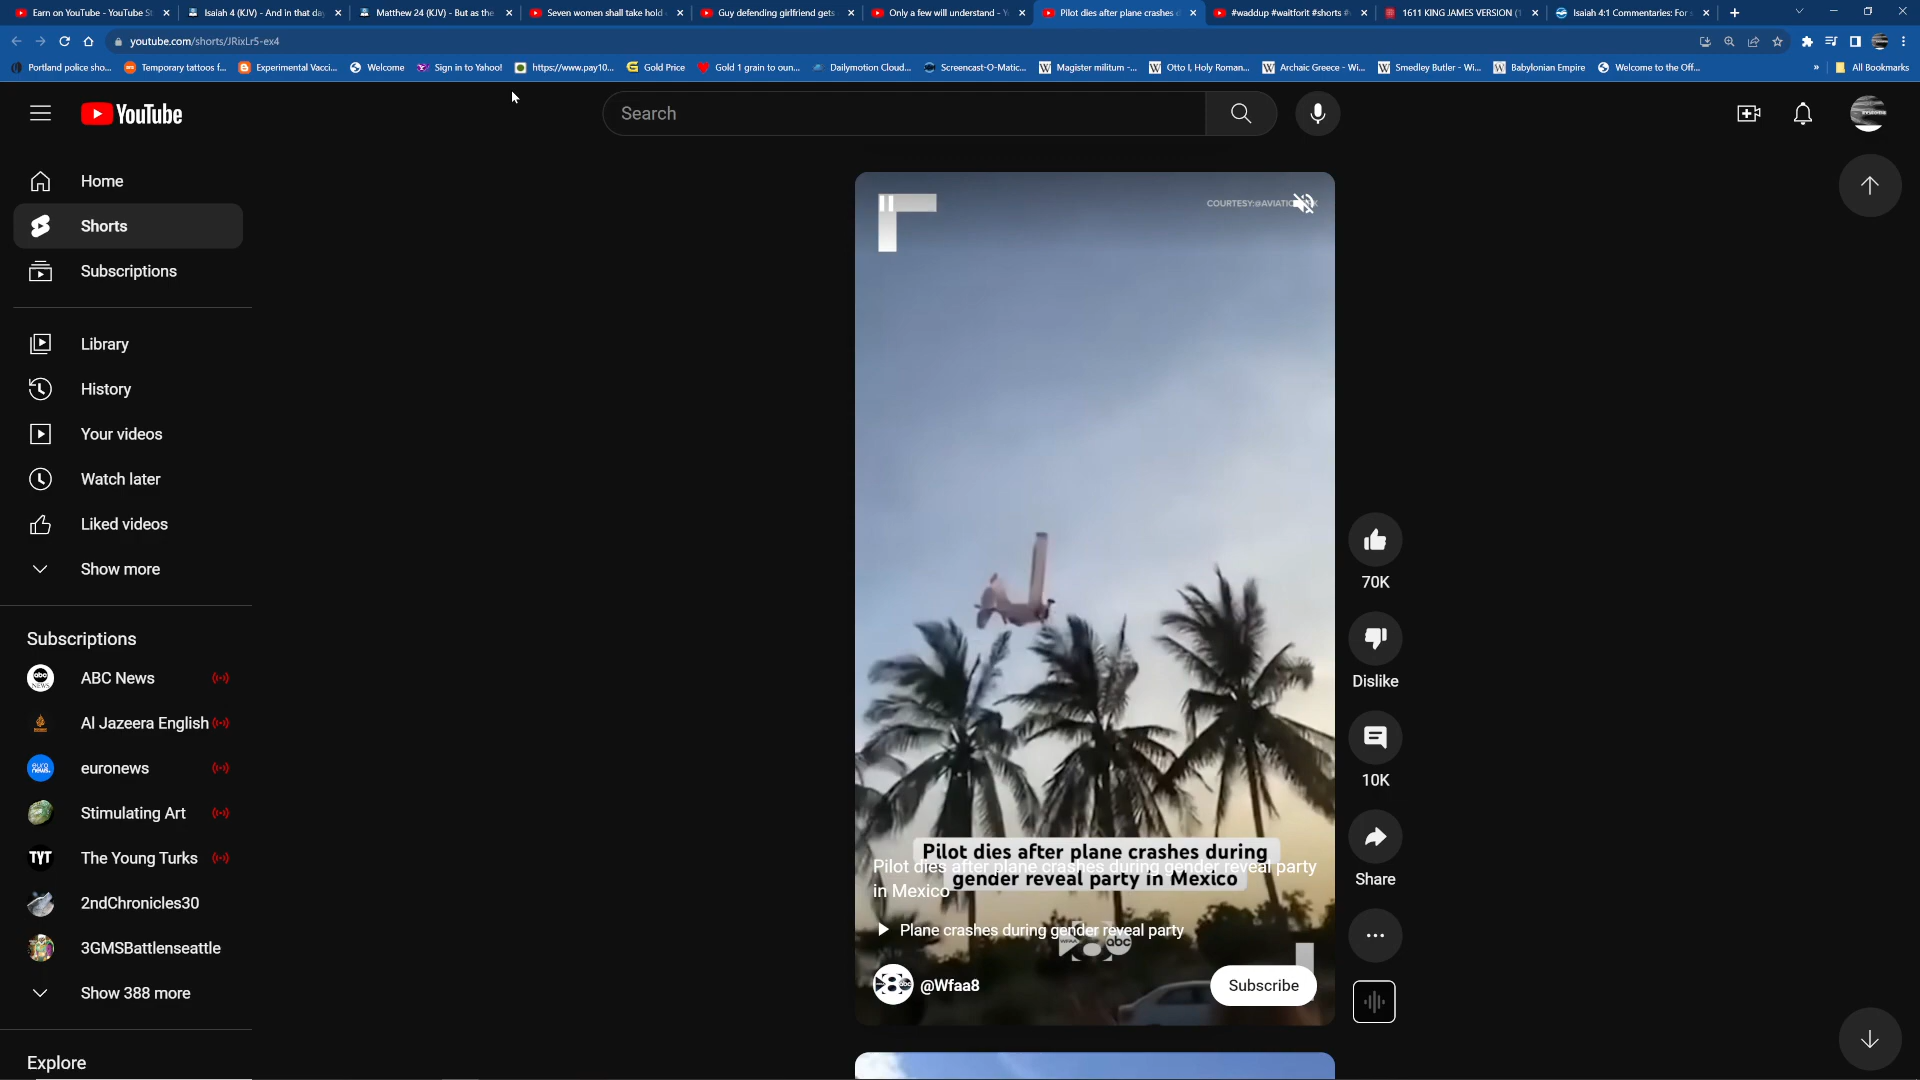 Earn on YouTube - YouTube S
Isaiah 4 (KJV) - And in that da
Matthew 24 (KJV) - But as the
Seven women shall take hold
Guy defending girlfriend gets
Only a few will understand - Y
Pilot dies after plane crashes d
#waddup #waitforit #shorts #
1611 KING JAMES VERSION (
Isaiah 4:1 Commentaries: For
youtube.com/shorts/JRixLr5-ex4
Portland police sho...
Temporary tattoos f...
Experimental Vacci...
Welcome
Sign in to Yahoo!
https://www.pay10...
Gold Price
Gold 1 grain to oun...
Dailymotion Cloud...
Screencast-O-Matic...
Magister militum -...
Otto I, Holy Roman...
Archaic Greece - Wi...
Smedley Butler - Wi...
Babylonian Empire
Welcome to the Off...
»
All Bookmarks
YouTube
Search
Home
Shorts
Subscriptions
Library
History
Your videos
Watch later
Liked videos
Show more
Subscriptions
ABC News
Al Jazeera English
euronews
Stimulating Art
TYT The Young Turks
2ndChronicles30
3GMSBattlenseattle
Show 388 more
Explore
Pilot dies after plane crashes during
gender reveal party in Mexico
Pilot dies after plane crashes during gender reveal party
in Mexico
Plane crashes during gender reveal party
WFAA 8 abc
@Wfaa8
Subscribe
70K
Dislike
10K
Share